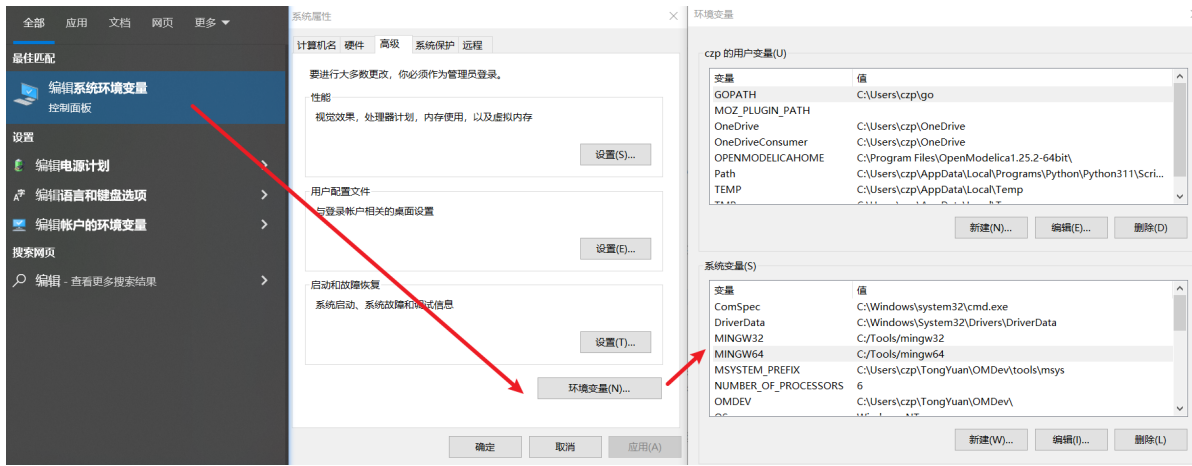 全部 应用 文档 网页 更多
最佳匹配
编辑系统环境变量
控制面板
设置
编辑电源计划
编辑语言和键盘选项
编辑帐户的环境变量
搜索网页
编辑 - 查看更多搜索结果
系统属性
计算机名 硬件 高级 系统保护 远程
要进行大多数更改，你必须作为管理员登录。
性能
视觉效果，处理器计划，内存使用，以及虚拟内存
设置(S)...
用户配置文件
与登录帐户相关的桌面设置
设置(E)...
启动和故障恢复
系统启动、系统故障和调试信息
设置(T)...
环境变量(N)...
确定 取消 应用(A)
环境变量
czp 的用户变量(U)
变量 值
GOPATH C:\Users\czp\go
MOZ_PLUGIN_PATH
OneDrive C:\Users\czp\OneDrive
OneDriveConsumer C:\Users\czp\OneDrive
OPENMODELICAHOME C:\Program Files\OpenModelica1.25.2-64bit\
Path C:\Users\czp\AppData\Local\Programs\Python\Python311\Scri...
TEMP C:\Users\czp\AppData\Local\Temp
新建(N)... 编辑(E)... 删除(D)
系统变量(S)
变量 值
ComSpec C:\Windows\system32\cmd.exe
DriverData C:\Windows\System32\Drivers\DriverData
MINGW32 C:/Tools/mingw32
MINGW64 C:/Tools/mingw64
MSYSTEM_PREFIX C:\Users\czp\TongYuan\OMDev\tools\msys
NUMBER_OF_PROCESSORS 6
OMDEV C:\Users\czp\TongYuan\OMDev\
新建(W)... 编辑(I)... 删除(L)